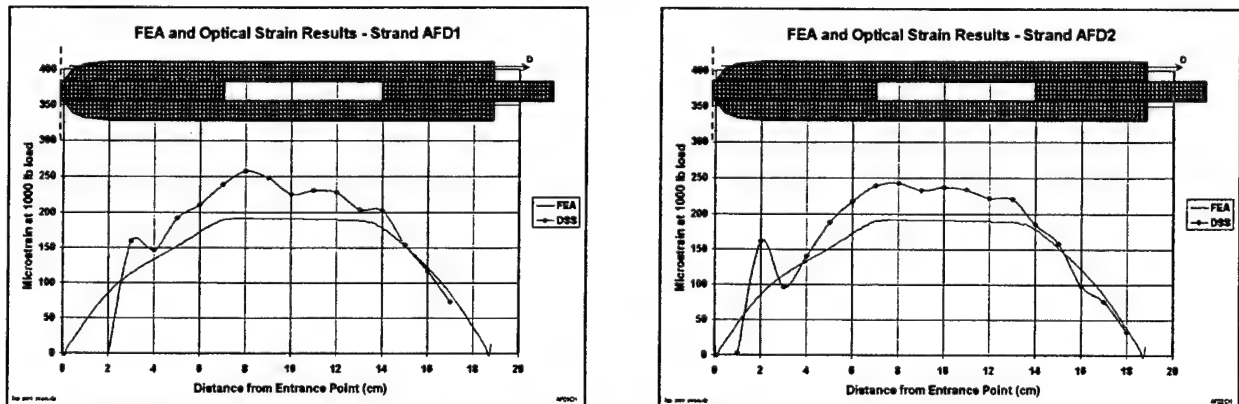 FEA and Optical Strain Results - Strand AFD1
D
400
350
300
250
200
150
100
50
0
Microstrain at 1000 lb load
0 2 4 6 8 10 12 14 16 18 20
Distance from Entrance Point (cm)
FEA
DSS
FEA and Optical Strain Results - Strand AFD2
D
400
350
300
250
200
150
100
50
0
Microstrain at 1000 lb load
0 2 4 6 8 10 12 14 16 18 20
Distance from Entrance Point (cm)
FEA
DSS